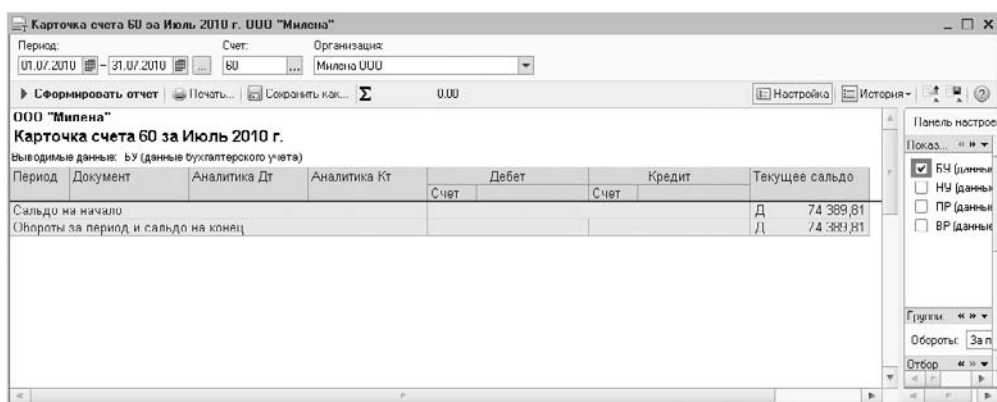 Карточка счета 60 за Июль 2010 г. ООО "Милена"
Период: Счет: Организация:
01.07.2010 – 31.07.2010 ... 60 ... Милена ООО
Сформировать отчет Печать... Сохранить как... Σ 0.00 Настройка История
ООО "Милена"
Карточка счета 60 за Июль 2010 г.
Выводимые данные: БУ (данные бухгалтерского учета)
Период Документ Аналитика Дт Аналитика Кт Дебет Кредит Текущее сальдо
Счет Счет
Сальдо на начало Д 74 389,81
Обороты за период и сальдо на конец Д 74 389,81
Панель настрое
Показ...
БУ (данные
НУ (данны
ПР (данны
ВР (данные
Группи...
Обороты: За п
Отбор